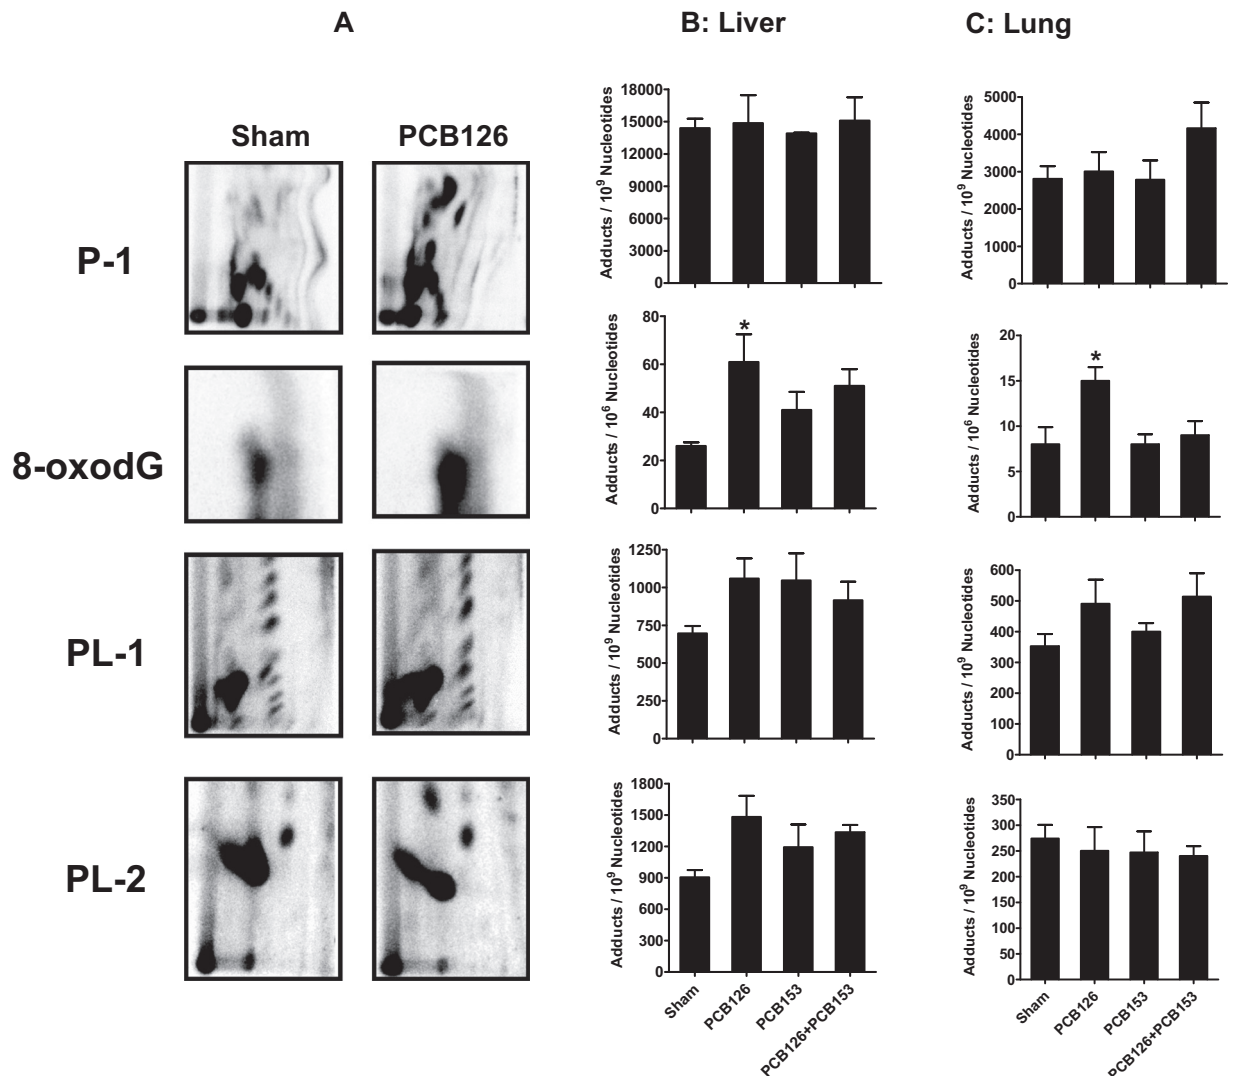 A
B: Liver
C: Lung
Sham
PCB126
P-1
8-oxodG
PL-1
PL-2
Adducts / 10⁹ Nucleotides
18000
15000
12000
9000
6000
3000
0
Adducts / 10⁹ Nucleotides
5000
4000
3000
2000
1000
0
Adducts / 10⁶ Nucleotides
80
60
40
20
0
*
Adducts / 10⁶ Nucleotides
20
15
10
5
0
*
Adducts / 10⁹ Nucleotides
1250
1000
750
500
250
0
Adducts / 10⁹ Nucleotides
600
500
400
300
200
100
0
Adducts / 10⁹ Nucleotides
1800
1500
1200
900
600
300
0
Sham
PCB126
PCB153
PCB126+PCB153
Adducts / 10⁹ Nucleotides
350
300
250
200
150
100
50
0
Sham
PCB126
PCB153
PCB126+PCB153